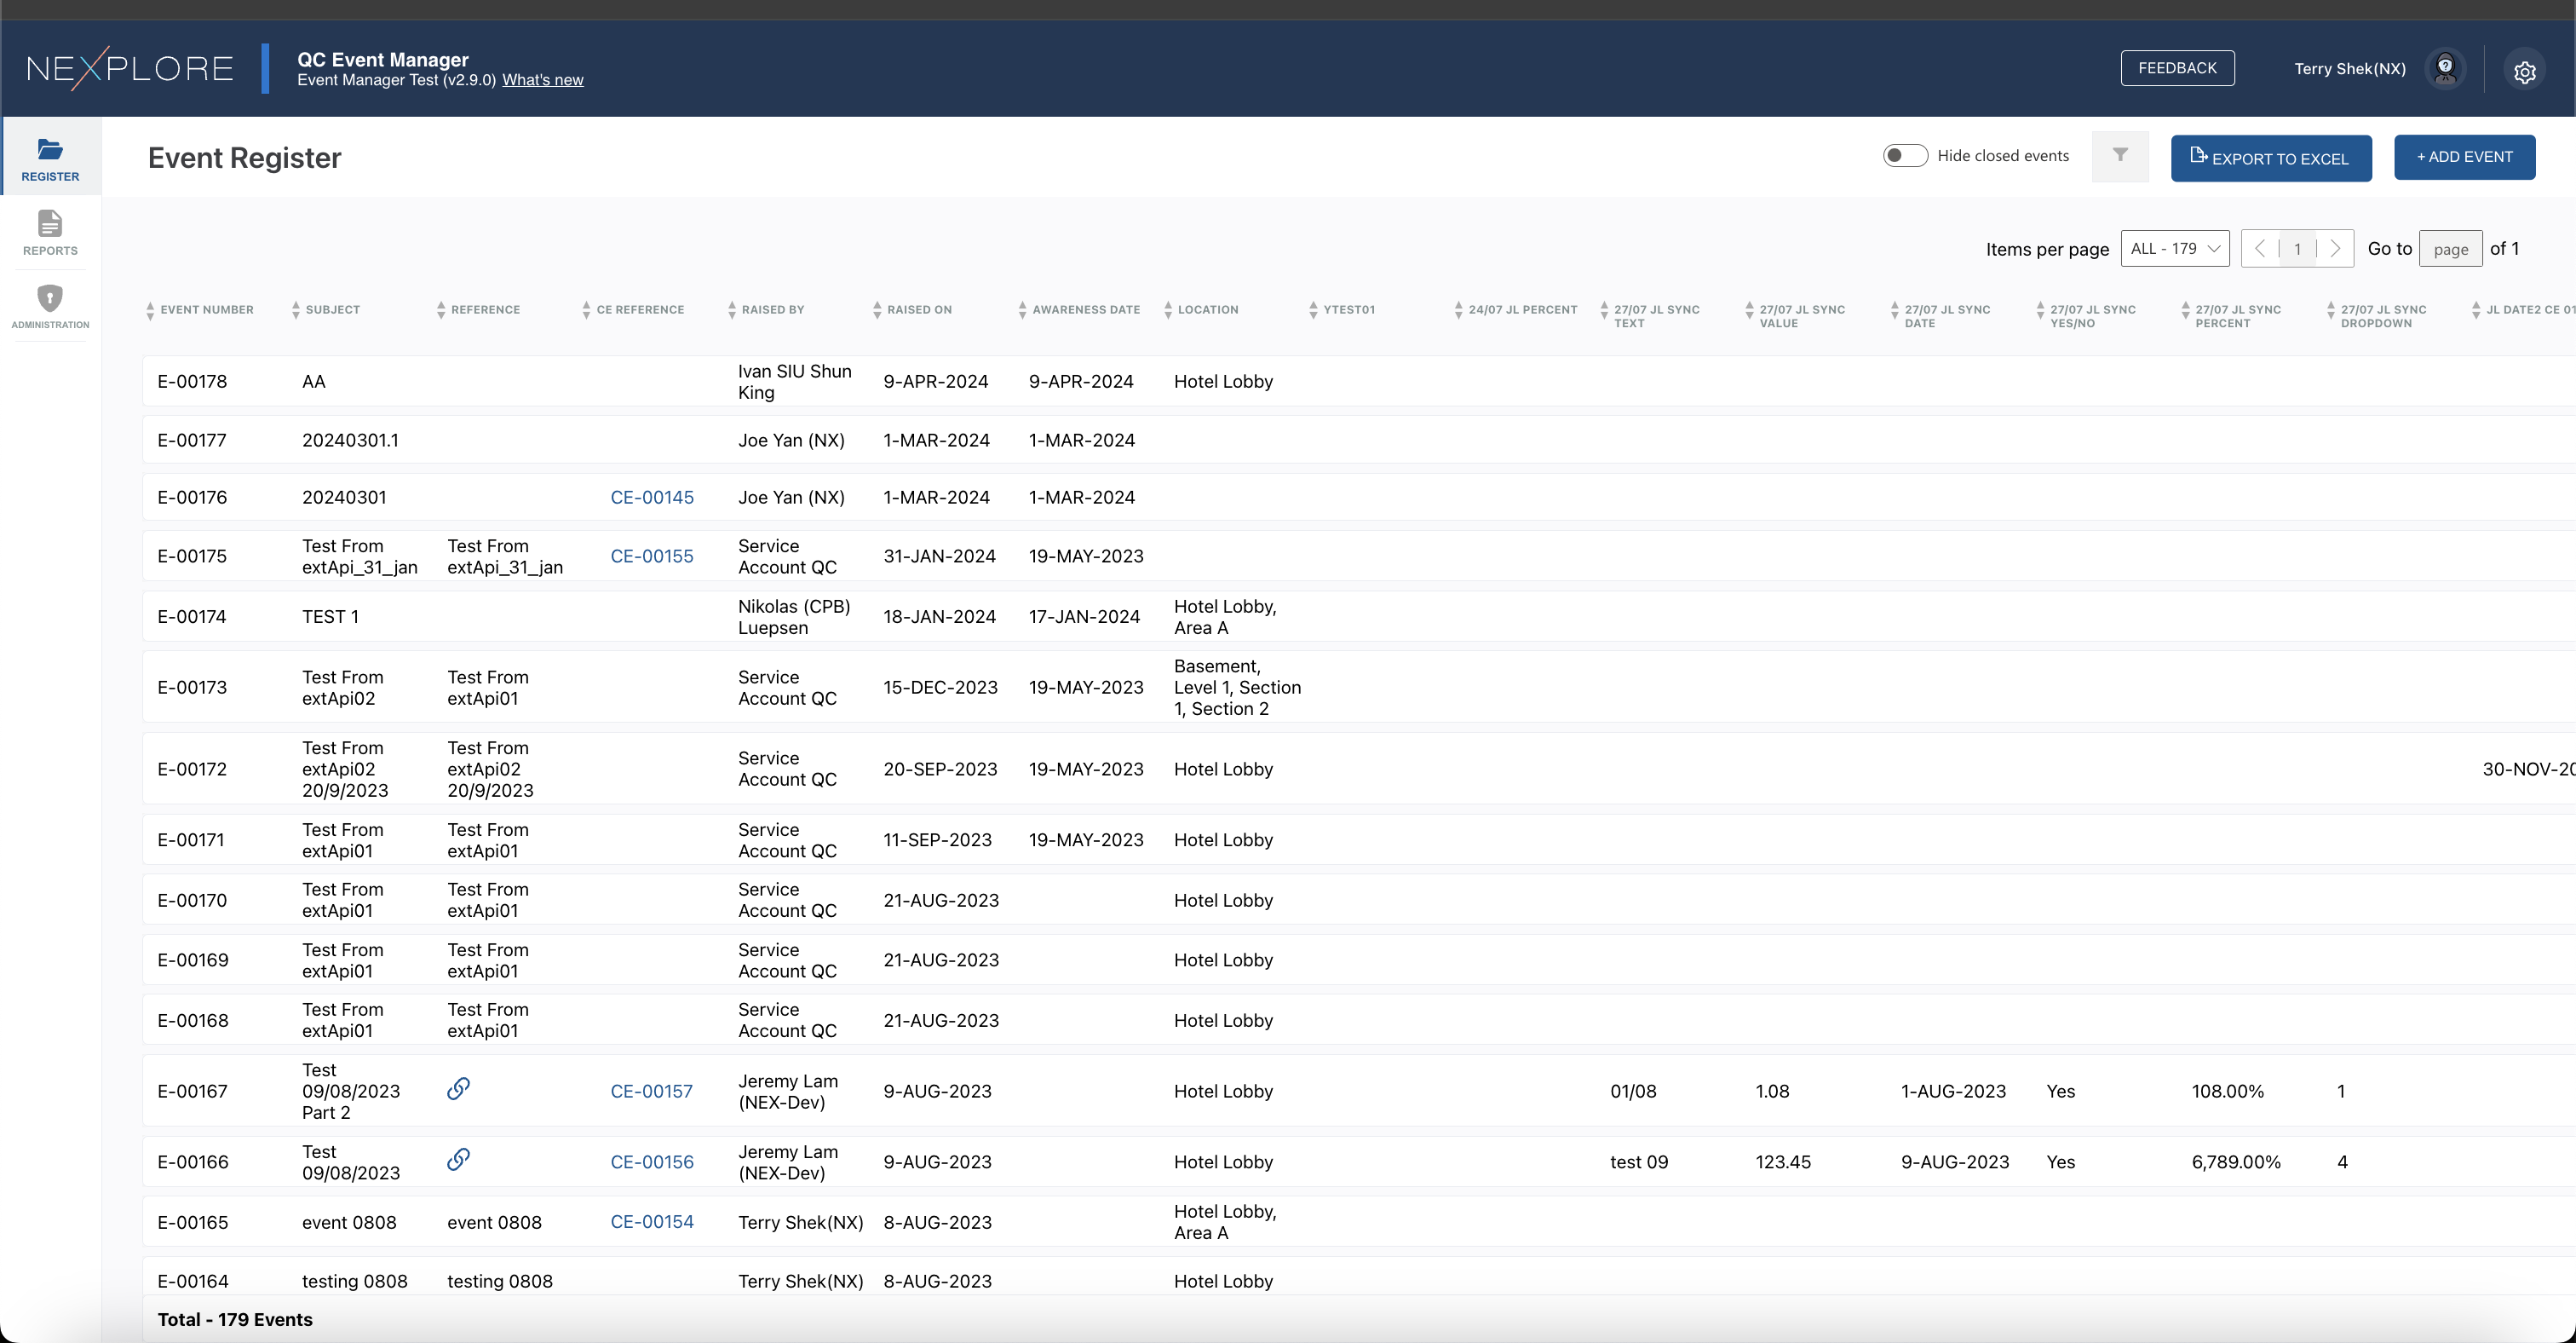 NEXPLORE
QC Event Manager
Event Manager Test (v2.9.0) What's new
FEEDBACK
Terry Shek(NX)
REGISTER
REPORTS
ADMINISTRATION
Event Register
Hide closed events
EXPORT TO EXCEL
+ ADD EVENT
Items per page ALL - 179 1 Go to page of 1
EVENT NUMBER SUBJECT REFERENCE CE REFERENCE RAISED BY RAISED ON AWARENESS DATE LOCATION YTEST01 24/07 JL PERCENT 27/07 JL SYNC 27/07 JL SYNC 27/07 JL SYNC 27/07 JL SYNC 27/07 JL SYNC 27/07 JL SYNC JL DATE2 CE 01
TEXT VALUE DATE YES/NO PERCENT DROPDOWN
Ivan SIU Shun
E-00178 AA 9-APR-2024 9-APR-2024 Hotel Lobby
King
E-00177 20240301.1 Joe Yan (NX) 1-MAR-2024 1-MAR-2024
E-00176 20240301 CE-00145 Joe Yan (NX) 1-MAR-2024 1-MAR-2024
Test From Test From Service
E-00175 CE-00155 31-JAN-2024 19-MAY-2023
extApi_31_jan extApi_31_jan Account QC
Nikolas (CPB) Hotel Lobby,
E-00174 TEST 1 18-JAN-2024 17-JAN-2024
Luepsen Area A
Basement,
Test From Test From Service
E-00173 15-DEC-2023 19-MAY-2023 Level 1, Section
extApi02 extApi01 Account QC
1, Section 2
Test From Test From
Service
E-00172 extApi02 extApi02 20-SEP-2023 19-MAY-2023 Hotel Lobby 30-NOV-20
Account QC
20/9/2023 20/9/2023
Test From Test From Service
E-00171 11-SEP-2023 19-MAY-2023 Hotel Lobby
extApi01 extApi01 Account QC
Test From Test From Service
E-00170 21-AUG-2023 Hotel Lobby
extApi01 extApi01 Account QC
Test From Test From Service
E-00169 21-AUG-2023 Hotel Lobby
extApi01 extApi01 Account QC
Test From Test From Service
E-00168 21-AUG-2023 Hotel Lobby
extApi01 extApi01 Account QC
Test
Jeremy Lam
E-00167 09/08/2023 CE-00157 9-AUG-2023 Hotel Lobby 01/08 1.08 1-AUG-2023 Yes 108.00% 1
(NEX-Dev)
Part 2
Test Jeremy Lam
E-00166 CE-00156 9-AUG-2023 Hotel Lobby test 09 123.45 9-AUG-2023 Yes 6,789.00% 4
09/08/2023 (NEX-Dev)
Hotel Lobby,
E-00165 event 0808 event 0808 CE-00154 Terry Shek(NX) 8-AUG-2023
Area A
E-00164 testing 0808 testing 0808 Terry Shek(NX) 8-AUG-2023 Hotel Lobby
Total - 179 Events